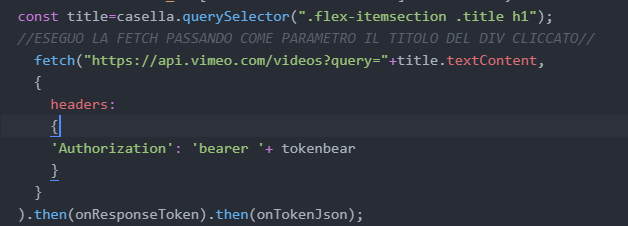 const title=casella.querySelector(".flex-itemsection .title h1");
//ESEGUO LA FETCH PASSANDO COME PARAMETRO IL TITOLO DEL DIV CLICCATO//
fetch("https://api.vimeo.com/videos?query="+title.textContent,
{
headers:
{
'Authorization': 'bearer '+ tokenbear
}
}
).then(onResponseToken).then(onTokenJson);